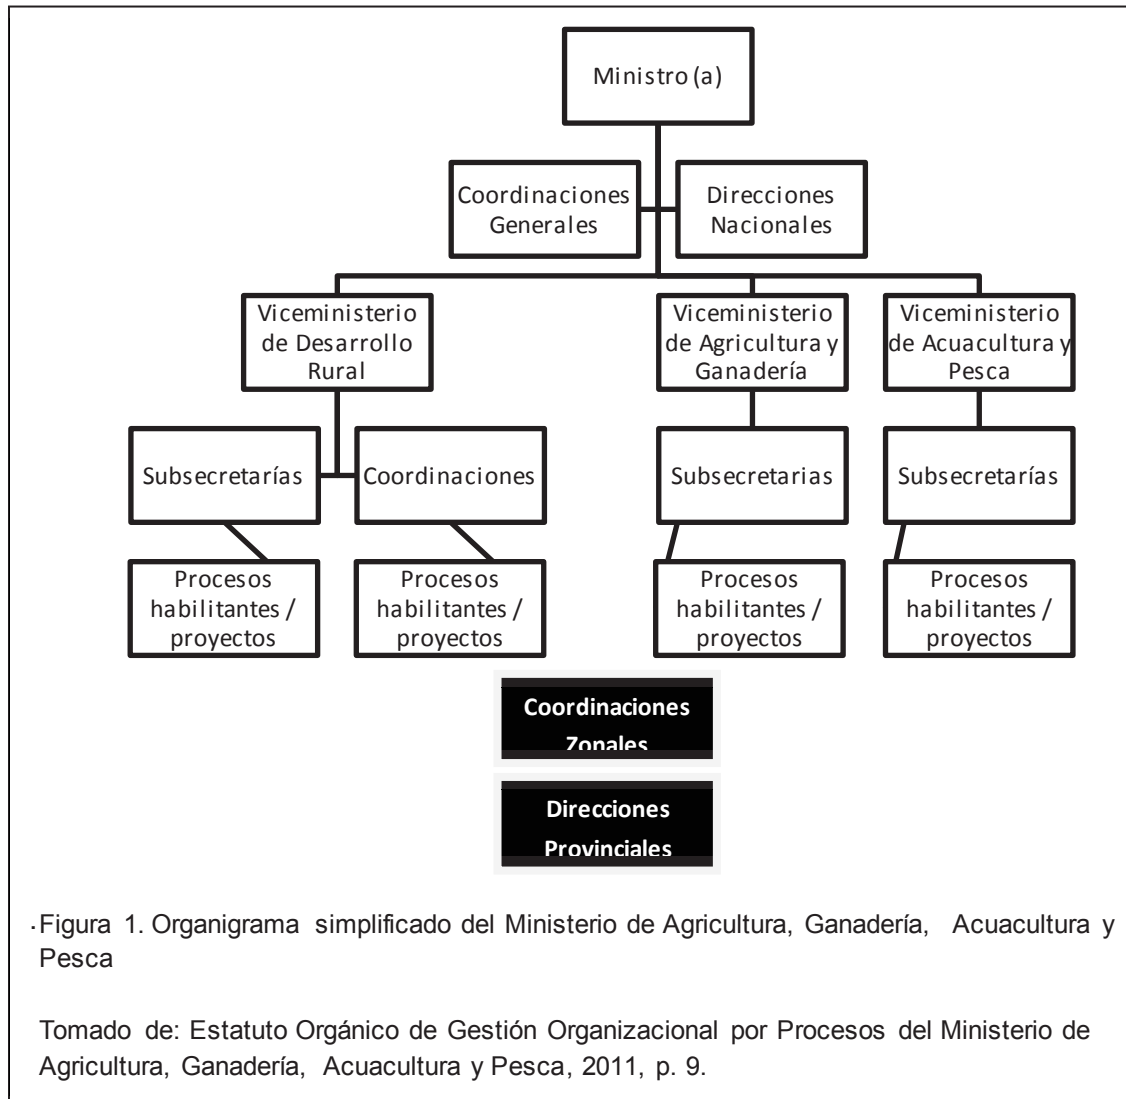 Ministro (a)
Coordinaciones
Generales
Direcciones
Nacionales
Viceministerio
de Desarrollo
Rural
Viceministerio
de Agricultura y
Ganadería
Viceministerio
de Acuacultura y
Pesca
Subsecretarías
Coordinaciones
Subsecretarias
Subsecretarías
Procesos
habilitantes /
proyectos
Procesos
habilitantes /
proyectos
Procesos
habilitantes /
proyectos
Procesos
habilitantes /
proyectos
Coordinaciones
Zonales
Direcciones
Provinciales
.Figura 1. Organigrama simplificado del Ministerio de Agricultura, Ganadería, Acuacultura y
Pesca
Tomado de: Estatuto Orgánico de Gestión Organizacional por Procesos del Ministerio de
Agricultura, Ganadería, Acuacultura y Pesca, 2011, p. 9.